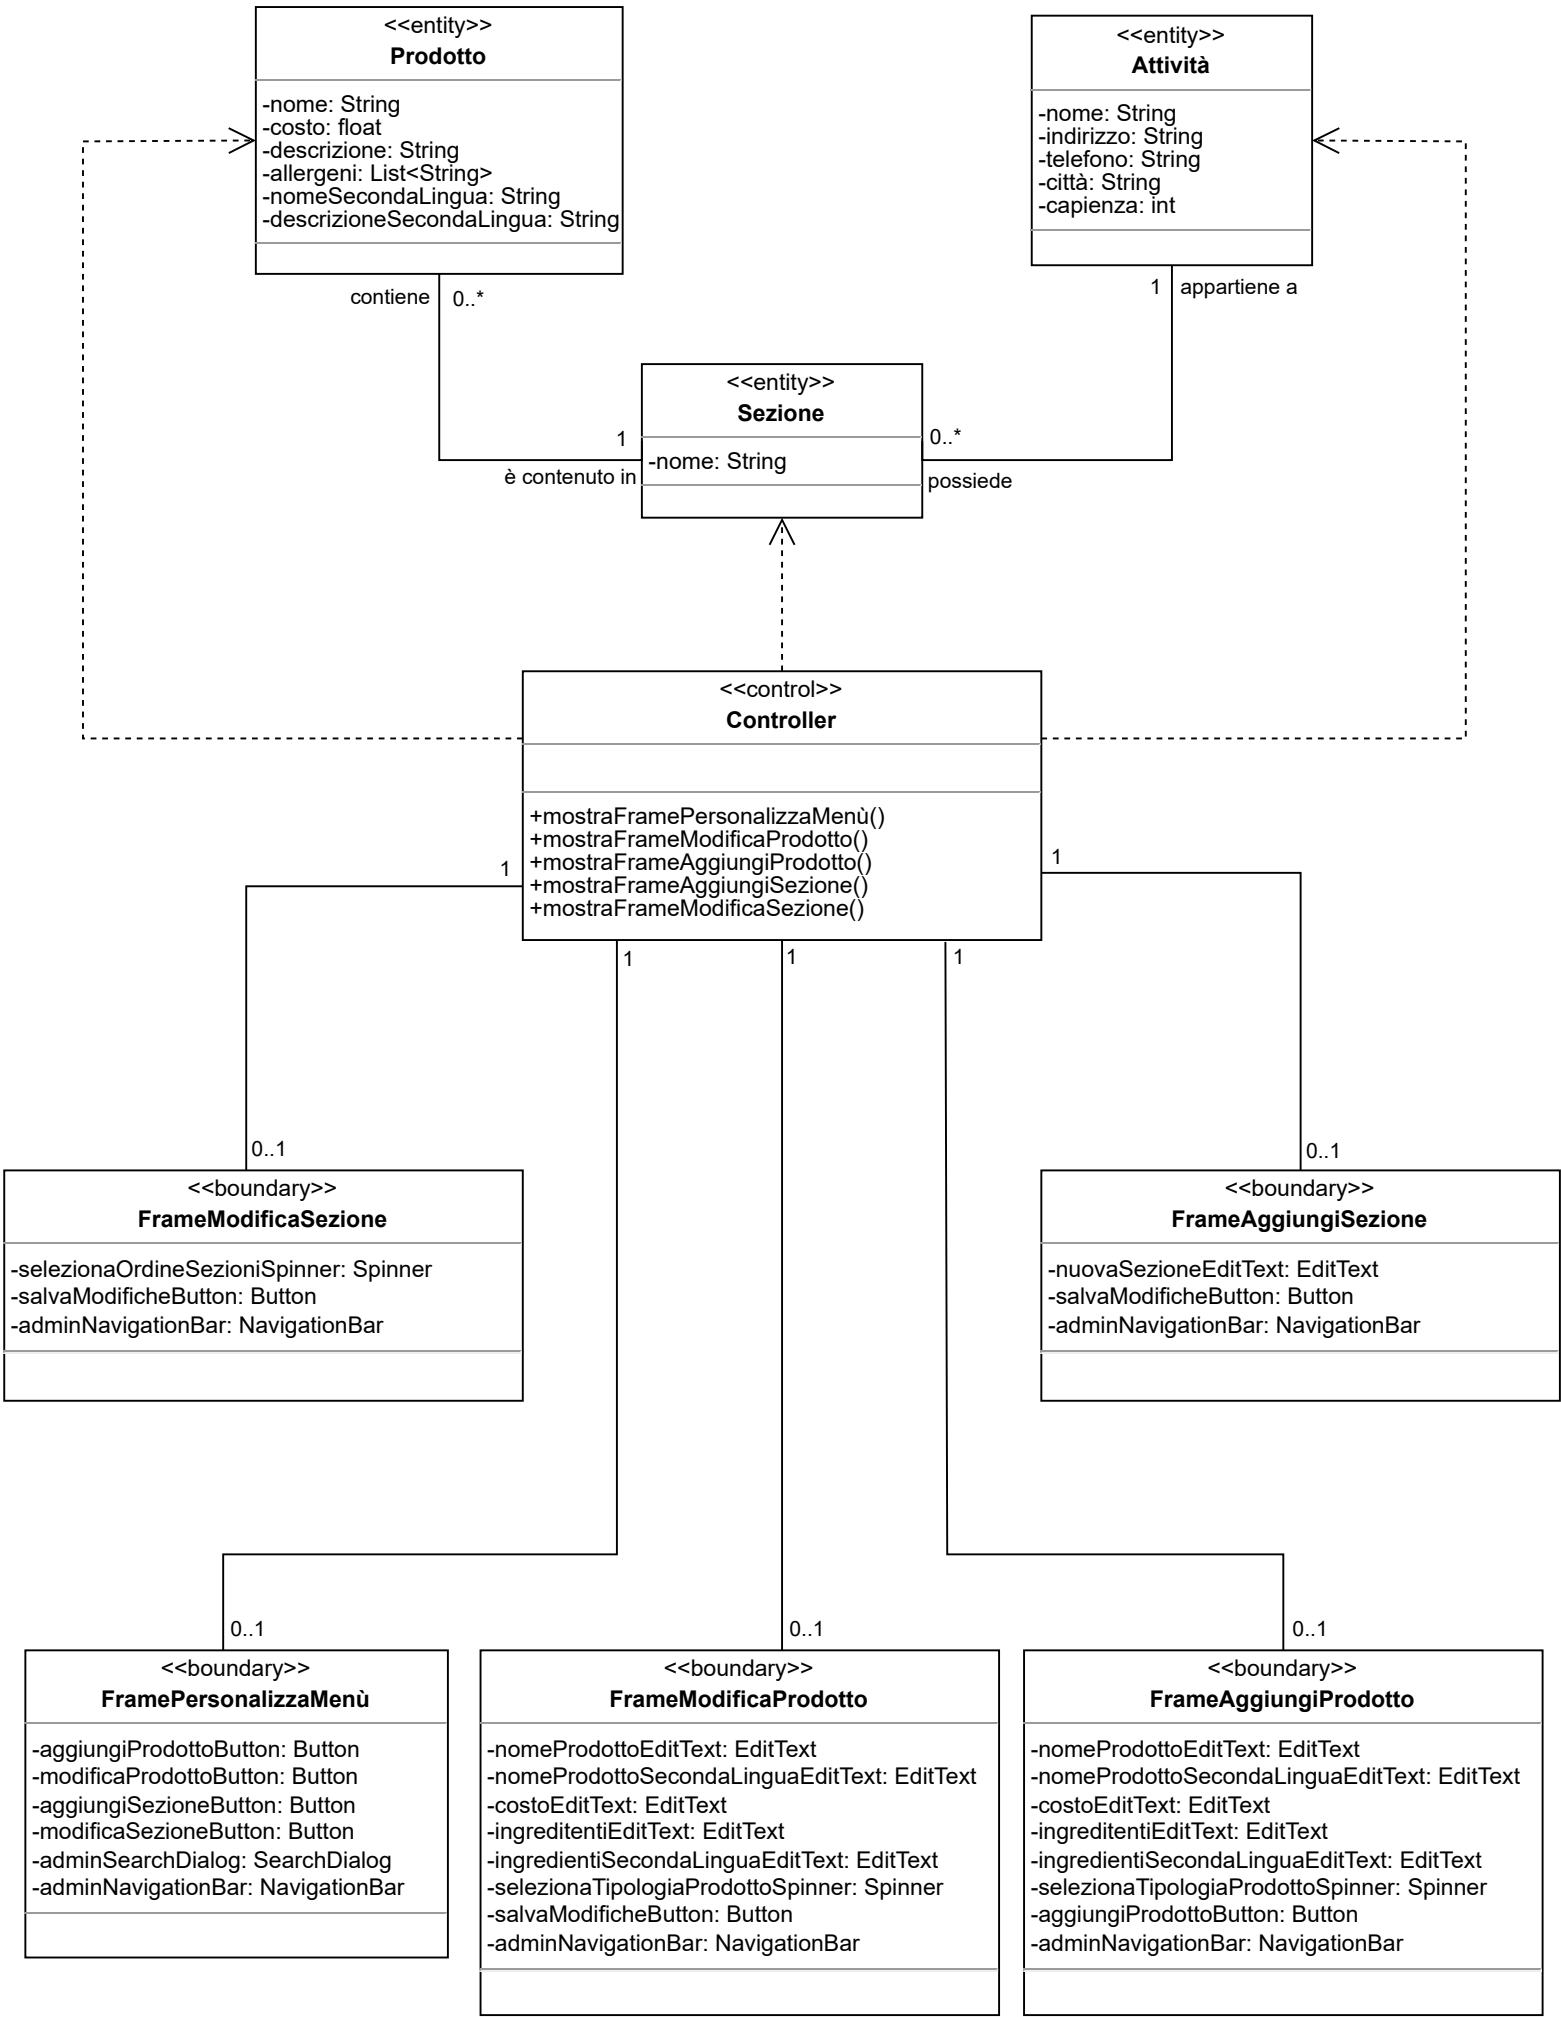 <<entity>>
Prodotto
-nome: String
-costo: float
-descrizione: String
-allergeni: List<String>
-nomeSecondaLingua: String
-descrizioneSecondaLingua: String
<<entity>>
Attività
-nome: String
-indirizzo: String
-telefono: String
-città: String
-capienza: int
contiene
0..*
1
appartiene a
<<entity>>
Sezione
-nome: String
1
è contenuto in
0..*
possiede
<<control>>
Controller
+mostraFramePersonalizzaMenù()
+mostraFrameModificaProdotto()
+mostraFrameAggiungiProdotto()
+mostraFrameAggiungiSezione()
+mostraFrameModificaSezione()
1
1
1
1
1
0..1
0..1
<<boundary>>
FrameModificaSezione
-selezionaOrdineSezioniSpinner: Spinner
-salvaModificheButton: Button
-adminNavigationBar: NavigationBar
<<boundary>>
FrameAggiungiSezione
-nuovaSezioneEditText: EditText
-salvaModificheButton: Button
-adminNavigationBar: NavigationBar
0..1
0..1
0..1
<<boundary>>
FramePersonalizzaMenù
-aggiungiProdottoButton: Button
-modificaProdottoButton: Button
-aggiungiSezioneButton: Button
-modificaSezioneButton: Button
-adminSearchDialog: SearchDialog
-adminNavigationBar: NavigationBar
<<boundary>>
FrameModificaProdotto
-nomeProdottoEditText: EditText
-nomeProdottoSecondaLinguaEditText: EditText
-costoEditText: EditText
-ingreditentiEditText: EditText
-ingredientiSecondaLinguaEditText: EditText
-selezionaTipologiaProdottoSpinner: Spinner
-salvaModificheButton: Button
-adminNavigationBar: NavigationBar
<<boundary>>
FrameAggiungiProdotto
-nomeProdottoEditText: EditText
-nomeProdottoSecondaLinguaEditText: EditText
-costoEditText: EditText
-ingreditentiEditText: EditText
-ingredientiSecondaLinguaEditText: EditText
-selezionaTipologiaProdottoSpinner: Spinner
-aggiungiProdottoButton: Button
-adminNavigationBar: NavigationBar